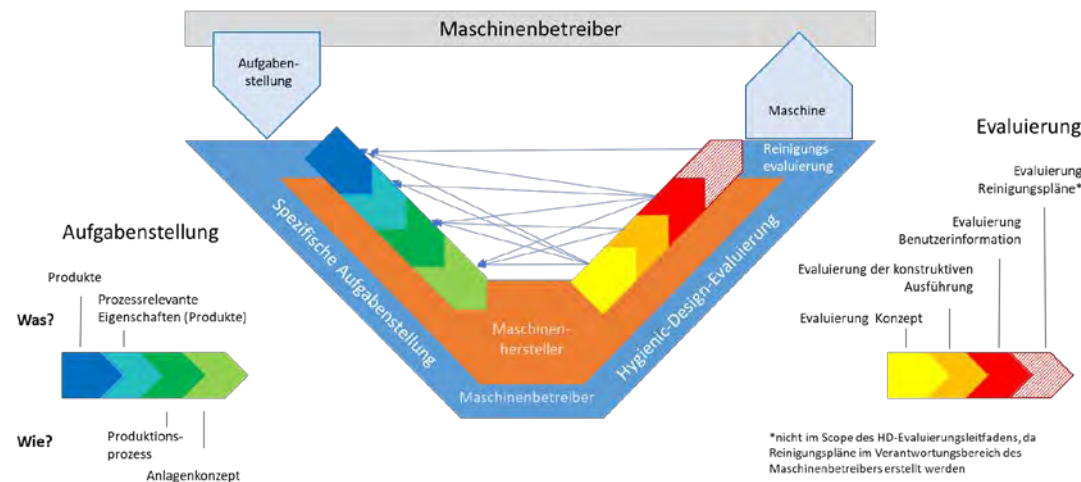 Maschinenbetreiber
Aufgaben-
stellung
Maschine
Reinigungs-
evaluierung
Spezifische Aufgabenstellung
Hygienic-Design-Evaluierung
Maschinen-
hersteller
Maschinenbetreiber
Aufgabenstellung
Produkte
Prozessrelevante
Eigenschaften (Produkte)
Was?
Wie?
Produktions-
prozess
Anlagenkonzept
Evaluierung
Evaluierung
Reinigungspläne*
Evaluierung
Benutzerinformation
Evaluierung der konstruktiven
Ausführung
Evaluierung Konzept
*nicht im Scope des HD-Evaluierungsleitfadens, da
Reinigungspläne im Verantwortungsbereich des
Maschinenbetreibers erstellt werden